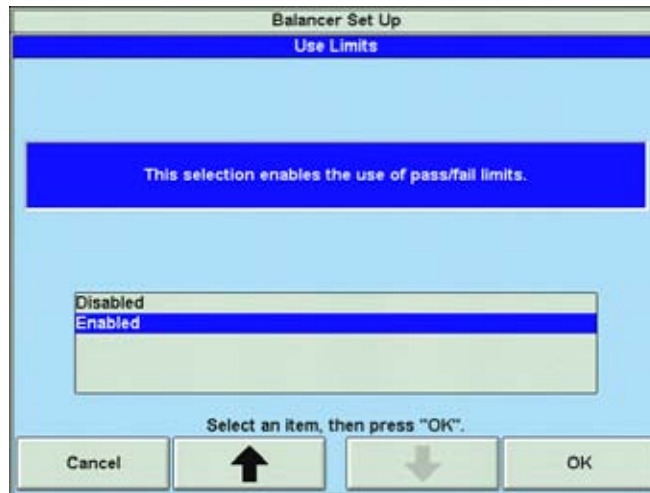 Balancer Set Up
Use Limits
This selection enables the use of pass/fail limits.
Disabled
Enabled
Select an item, then press "OK".
Cancel
OK